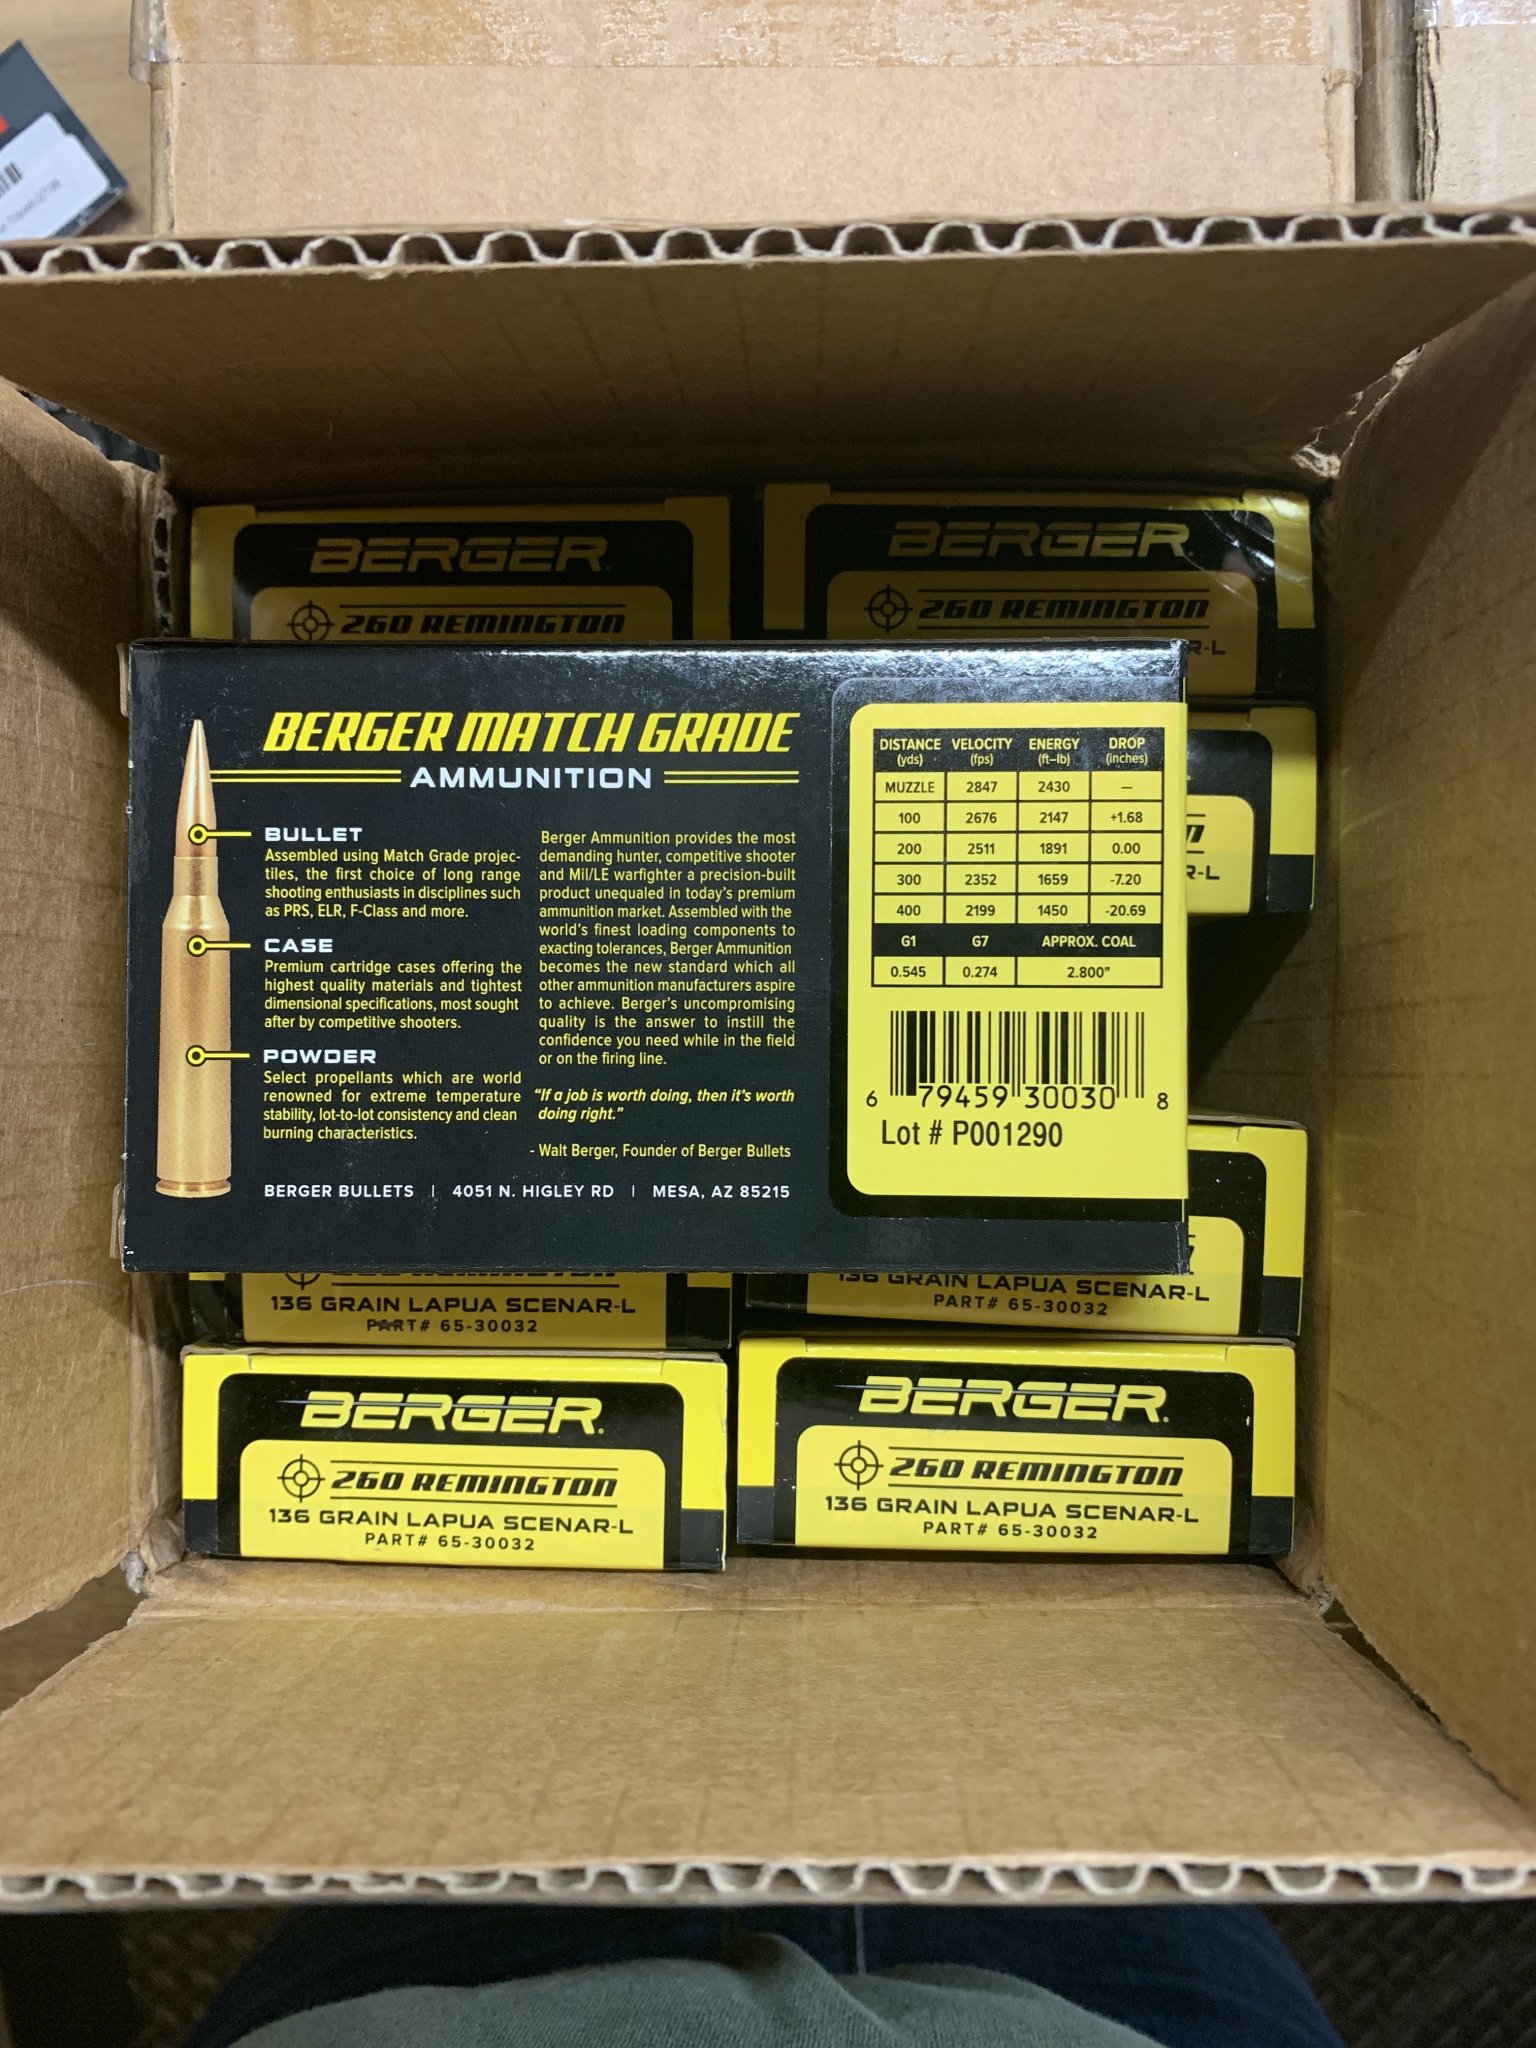 BERGER
260 REMINGTON
BERGER
260 REMINGTON
R-L
R-L
BERGER MATCH GRADE
AMMUNITION
BULLET
Assembled using Match Grade projec-
tiles, the first choice of long range
shooting enthusiasts in disciplines such
as PRS, ELR, F-Class and more.
CASE
Premium cartridge cases offering the
highest quality materials and tightest
dimensional specifications, most sought
after by competitive shooters.
POWDER
Select propellants which are world
renowned for extreme temperature
stability, lot-to-lot consistency and clean
burning characteristics.
Berger Ammunition provides the most
demanding hunter, competitive shooter
and Mil/LE warfighter a precision-built
product unequaled in today's premium
ammunition market. Assembled with the
world's finest loading components to
exacting tolerances, Berger Ammunition
becomes the new standard which all
other ammunition manufacturers aspire
to achieve. Berger's uncompromising
quality is the answer to instill the
confidence you need while in the field
or on the firing line.
"If a job is worth doing, then it's worth
doing right."
- Walt Berger, Founder of Berger Bullets
BERGER BULLETS | 4051 N. HIGLEY RD | MESA, AZ 85215
DISTANCE VELOCITY ENERGY DROP
(yds) (fps) (ft-lb) (Inches)
MUZZLE 2847 2430 —
100 2676 2147 +1.68
200 2511 1891 0.00
300 2352 1659 -7.20
400 2199 1450 -20.69
G1 G7 APPROX. COAL
0.545 0.274 2.800"
6 79459 30030 8
Lot # P001290
136 GRAIN LAPUA SCENAR-L
PART# 65-30032
136 GRAIN LAPUA SCENAR-L
PART# 65-30032
BERGER
260 REMINGTON
136 GRAIN LAPUA SCENAR-L
PART# 65-30032
BERGER
260 REMINGTON
136 GRAIN LAPUA SCENAR-L
PART# 65-30032